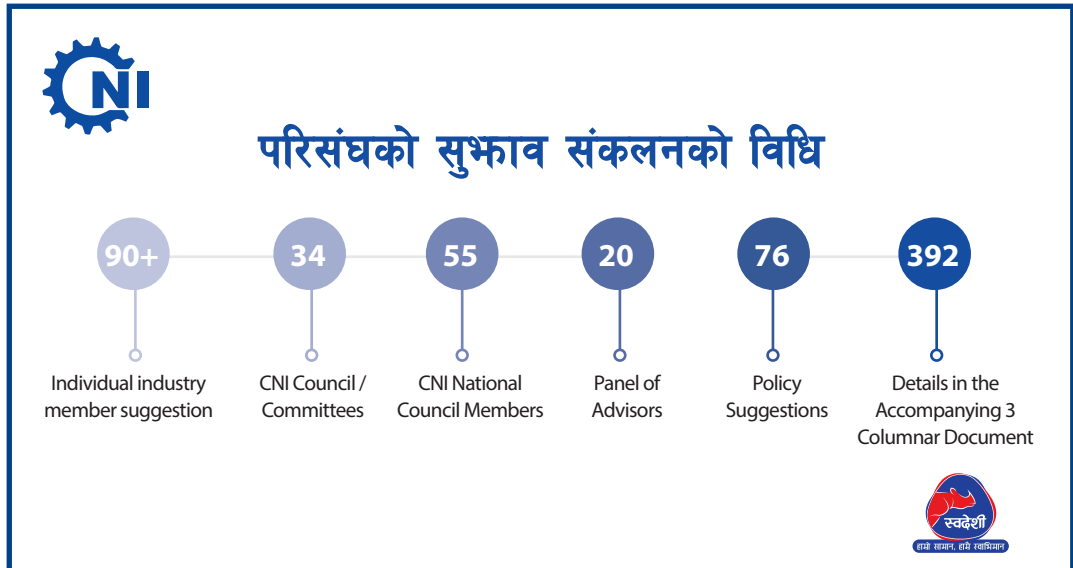 CNI
परिसंघको सुझाव संकलनको विधि
90+
34
55
20
76
392
Individual industry
member suggestion
CNI Council /
Committees
CNI National
Council Members
Panel of
Advisors
Policy
Suggestions
Details in the
Accompanying 3
Columnar Document
स्वदेशी
हाम्रो सामान, हाम्रै स्वाभिमान